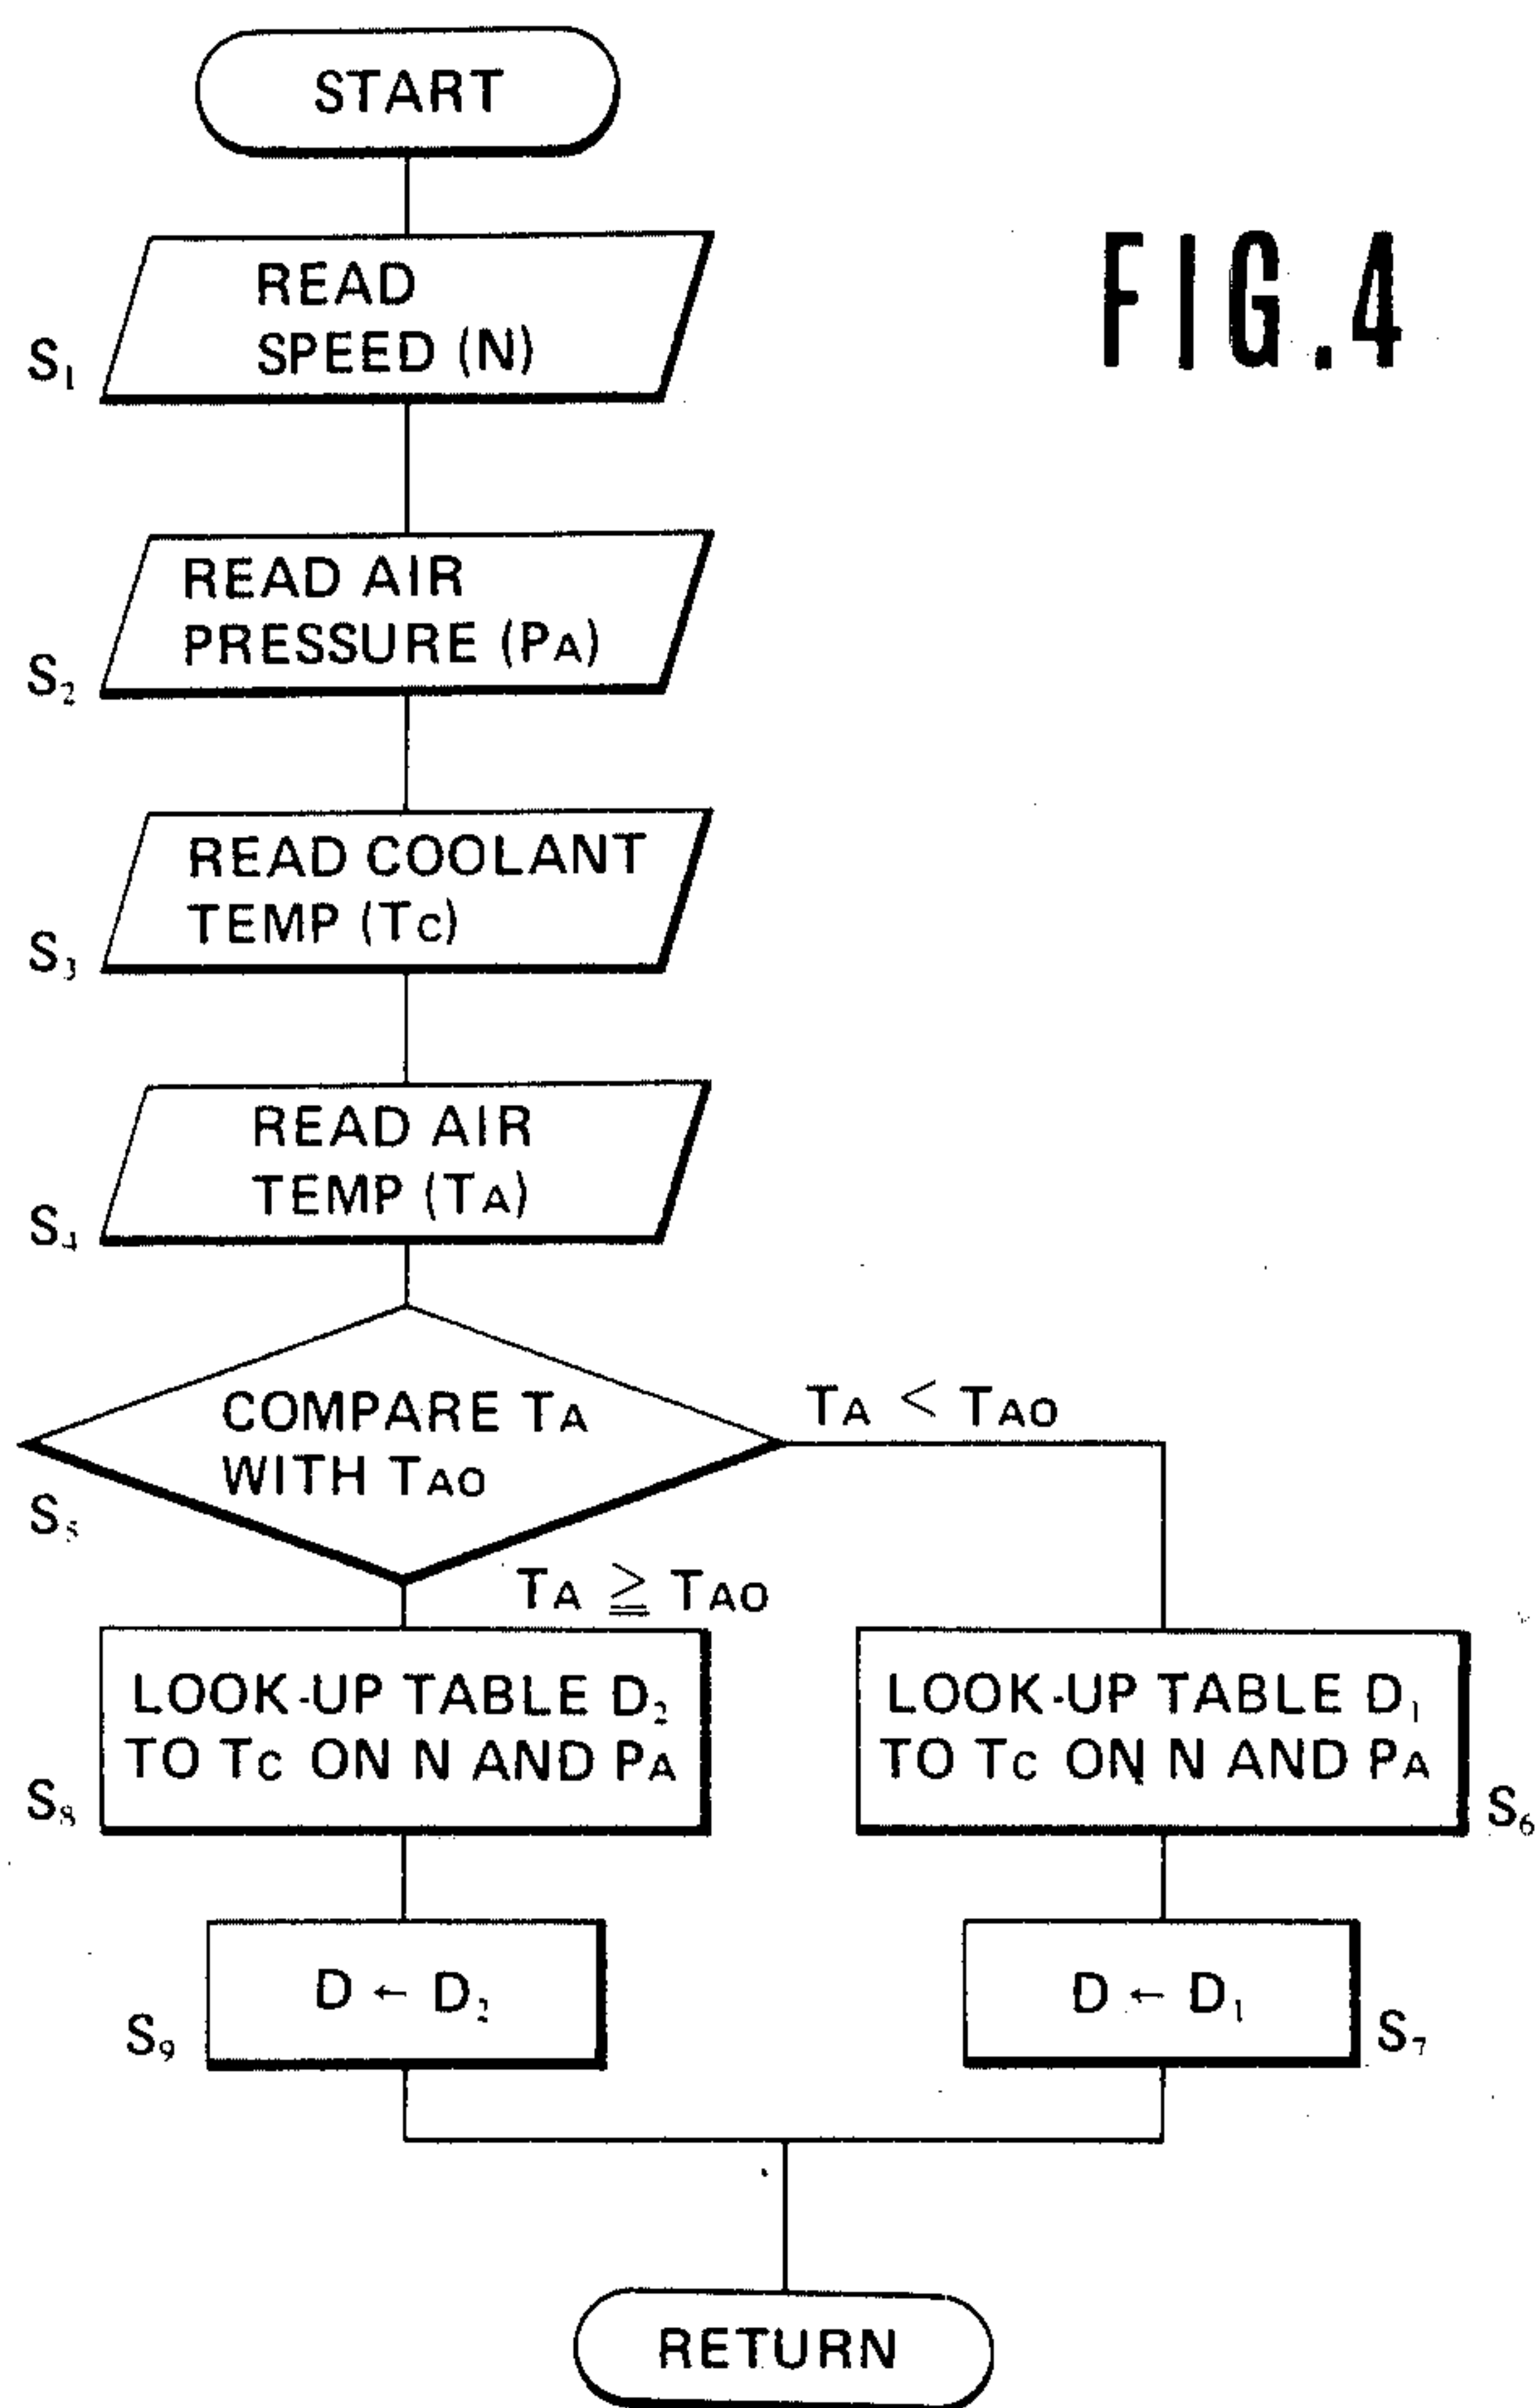 START
FIG.4
READ
SPEED (N)
S₁
READ AIR
PRESSURE (PA)
S₂
READ COOLANT
TEMP (TC)
S₃
READ AIR
TEMP (TA)
S₄
COMPARE TA
WITH TAO
S₅
TA < TAO
TA ≧ TAO
LOOK-UP TABLE D₂
TO TC ON N AND PA
S₈
LOOK-UP TABLE D₁
TO TC ON N AND PA
S₆
D ← D₂
S₉
D ← D₁
S₇
RETURN